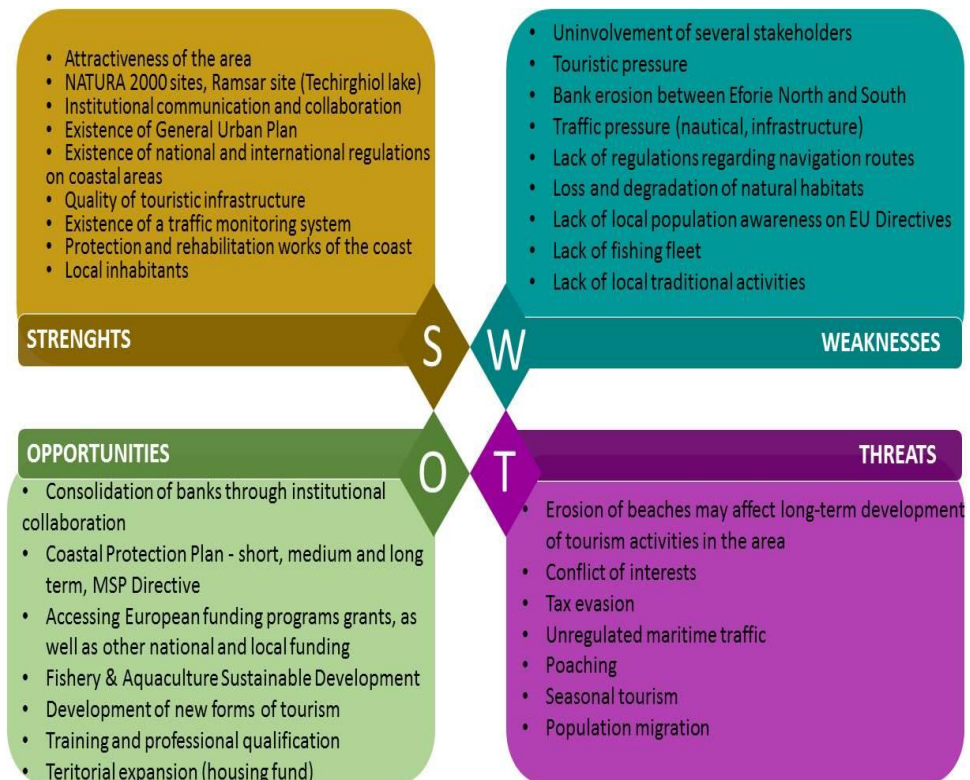 • Attractiveness of the area
• NATURA 2000 sites, Ramsar site (Techirghiol lake)
• Institutional communication and collaboration
• Existence of General Urban Plan
• Existence of national and international regulations
on coastal areas
• Quality of touristic infrastructure
• Existence of a traffic monitoring system
• Protection and rehabilitation works of the coast
• Local inhabitants
STRENGHTS
S
• Uninvolvement of several stakeholders
• Touristic pressure
• Bank erosion between Eforie North and South
• Traffic pressure (nautical, infrastructure)
• Lack of regulations regarding navigation routes
• Loss and degradation of natural habitats
• Lack of local population awareness on EU Directives
• Lack of fishing fleet
• Lack of local traditional activities
W
WEAKNESSES
OPPORTUNITIES
O
• Consolidation of banks through institutional
collaboration
• Coastal Protection Plan - short, medium and long
term, MSP Directive
• Accessing European funding programs grants, as
well as other national and local funding
• Fishery & Aquaculture Sustainable Development
• Development of new forms of tourism
• Training and professional qualification
• Teritorial expansion (housing fund)
T
THREATS
• Erosion of beaches may affect long-term development
of tourism activities in the area
• Conflict of interests
• Tax evasion
• Unregulated maritime traffic
• Poaching
• Seasonal tourism
• Population migration